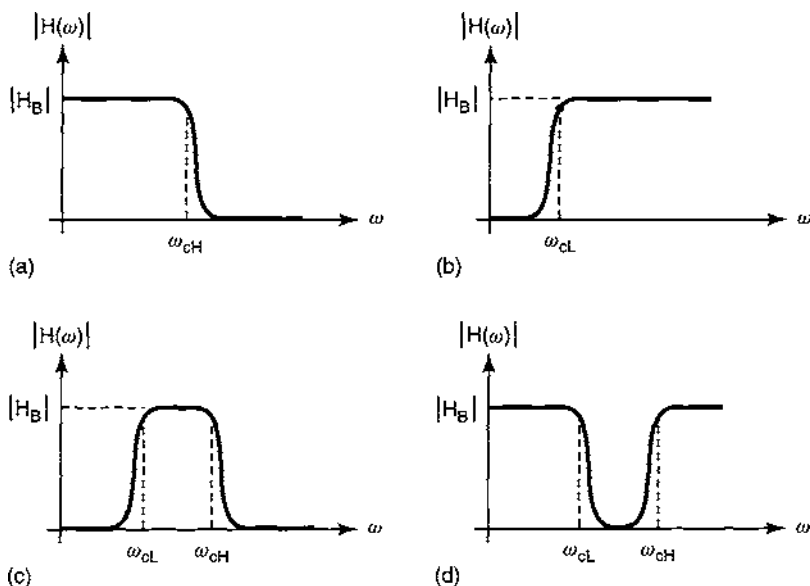 |H(ω)| |H(ω)|
|H_B| |H_B|
ω_cH ω ω_cL ω
(a) (b)
|H(ω)| |H(ω)|
|H_B| |H_B|
ω_cL ω_cH ω ω_cL ω_cH ω
(c) (d)